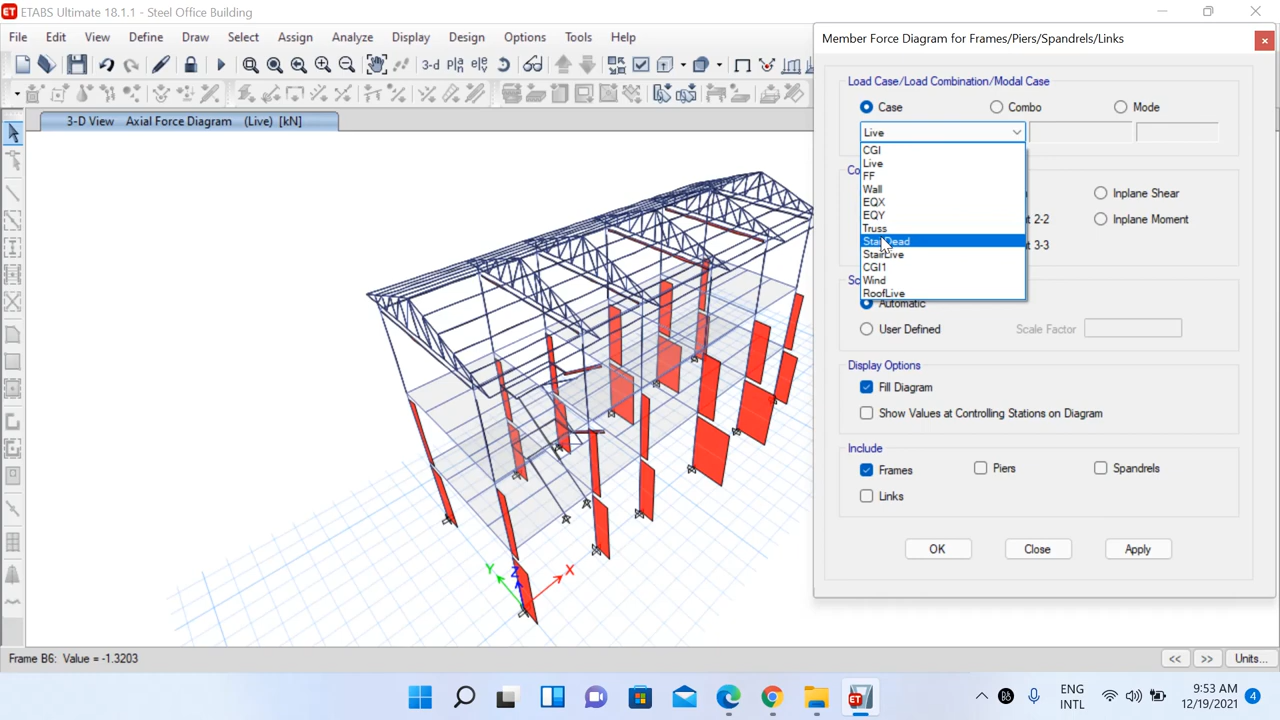 ETABS Ultimate 18.1.1 - Steel Office Building
File Edit View Define Draw Select Assign Analyze Display Design Options Tools Help
3-d
3-D View Axial Force Diagram (Live) [kN]
Member Force Diagram for Frames/Piers/Spandrels/Links
Load Case/Load Combination/Modal Case
Case Combo Mode
Live
CGI
Live
FF
Wall
EQX
EQY
Truss
StairDead
StairLive
CGI1
Wind
RoofLive
Inplane Shear
2-2 Inplane Moment
3-3
Automatic
User Defined Scale Factor
Display Options
Fill Diagram
Show Values at Controlling Stations on Diagram
Include
Frames Piers Spandrels
Links
OK Close Apply
Y Z X
Frame B6: Value = -1.3203
<< >> Units...
ENG
INTL
9:53 AM
12/19/2021
4